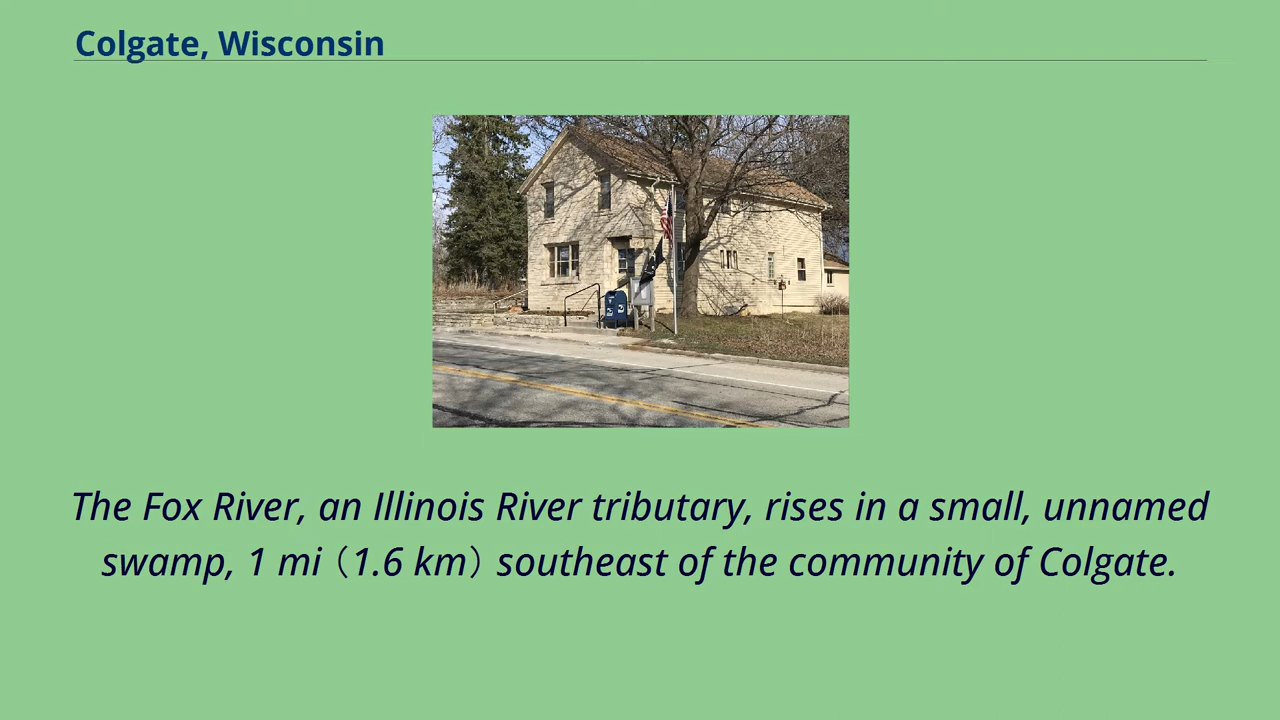 Colgate, Wisconsin
The Fox River, an Illinois River tributary, rises in a small, unnamed
swamp, 1 mi（1.6 km）southeast of the community of Colgate.